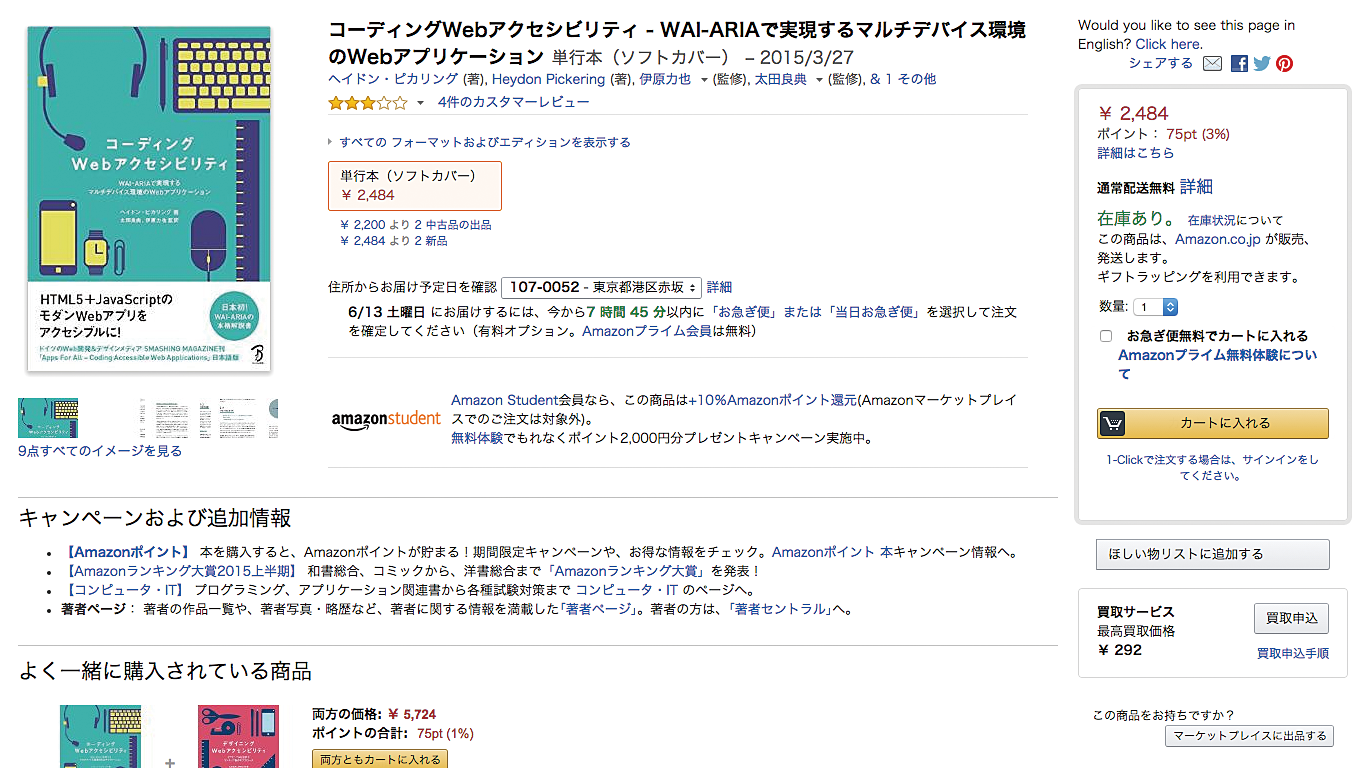 コーディングWebアクセシビリティ - WAI-ARIAで実現するマルチデバイス環境
のWebアプリケーション 単行本（ソフトカバー） – 2015/3/27
ヘイドン・ピカリング (著), Heydon Pickering (著), 伊原力也 (監修), 太田良典 (監修), & 1 その他
4件のカスタマーレビュー
すべての フォーマットおよびエディションを表示する
単行本（ソフトカバー）
￥ 2,484
￥ 2,200 より 2 中古品の出品
￥ 2,484 より 2 新品
住所からお届け予定日を確認 107-0052 - 東京都港区赤坂 詳細
6/13 土曜日 にお届けするには、今から7 時間 45 分以内に「お急ぎ便」または「当日お急ぎ便」を選択して注文
を確定してください（有料オプション。Amazonプライム会員は無料）
amazonstudent
Amazon Student会員なら、この商品は+10%Amazonポイント還元(Amazonマーケットプレイ
スでのご注文は対象外)。
無料体験でもれなくポイント2,000円分プレゼントキャンペーン実施中。
コーディング
Webアクセシビリティ
WAI-ARIAで実現する
マルチデバイス環境のWebアプリケーション
ヘイドン・ピカリング 著
太田良典、伊原力也 監訳
HTML5＋JavaScriptの
モダンWebアプリを
アクセシブルに!
日本初!
WAI-ARIAの
本格解説書
ドイツのWeb開発&デザインメディア SMASHING MAGAZINE刊
「Apps For All – Coding Accessible Web Applications」日本語版
9点すべてのイメージを見る
Would you like to see this page in
English? Click here.
シェアする
￥ 2,484
ポイント： 75pt (3%)
詳細はこちら
通常配送無料 詳細
在庫あり。 在庫状況について
この商品は、Amazon.co.jp が販売、
発送します。
ギフトラッピングを利用できます。
数量: 1
お急ぎ便無料でカートに入れる
Amazonプライム無料体験につい
て
カートに入れる
1-Clickで注文する場合は、サインインをし
てください。
ほしい物リストに追加する
買取サービス
最高買取価格
￥ 292
買取申込
買取申込手順
この商品をお持ちですか？
マーケットプレイスに出品する
キャンペーンおよび追加情報
• 【Amazonポイント】 本を購入すると、Amazonポイントが貯まる！期間限定キャンペーンや、お得な情報をチェック。Amazonポイント 本キャンペーン情報へ。
• 【Amazonランキング大賞2015上半期】 和書総合、コミックから、洋書総合まで「Amazonランキング大賞」を発表！
• 【コンピュータ・IT】 プログラミング、アプリケーション関連書から各種試験対策まで コンピュータ・IT のページへ。
• 著者ページ： 著者の作品一覧や、著者写真・略歴など、著者に関する情報を満載した「著者ページ」。著者の方は、「著者セントラル」へ。
よく一緒に購入されている商品
コーディング
Webアクセシビリティ
+
デザイニング
Webアクセシビリティ
両方の価格: ￥ 5,724
ポイントの合計: 75pt (1%)
両方ともカートに入れる